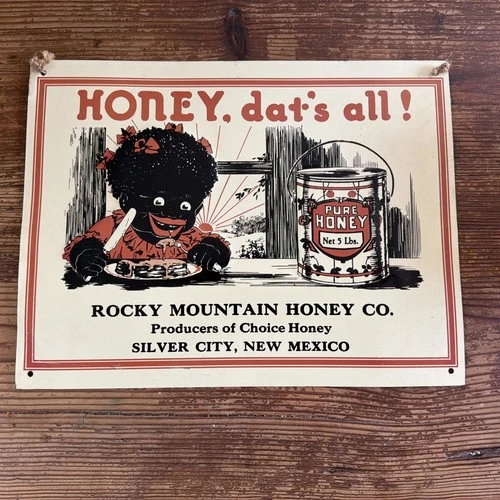 HONEY, dat's all!
PURE
HONEY
Net 5 Lbs.
ROCKY MOUNTAIN HONEY CO.
Producers of Choice Honey
SILVER CITY, NEW MEXICO